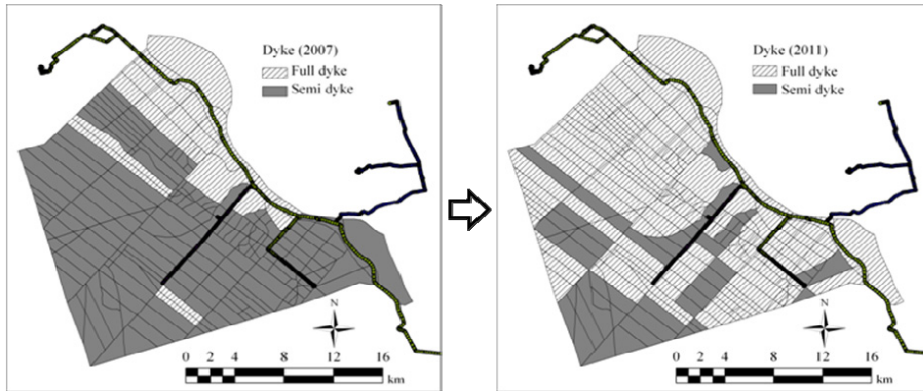 Dyke (2007)
Full dyke
Semi dyke
N
0 2 4 8 12 16
km
Dyke (2011)
Full dyke
Semi dyke
N
0 2 4 8 12 16
km